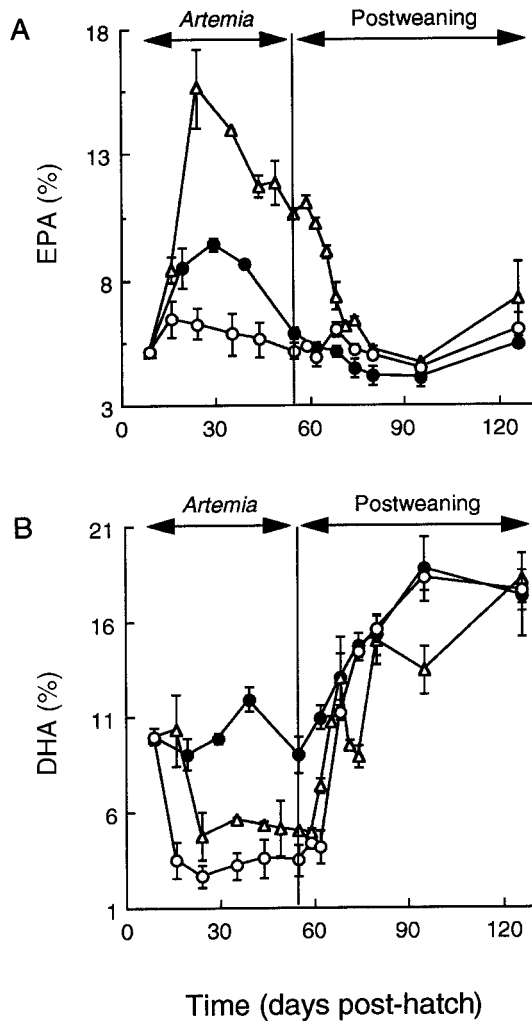 A
Artemia Postweaning
18
13
8
3
EPA (%)
0 30 60 90 120
B
Artemia Postweaning
21
16
11
6
1
DHA (%)
0 30 60 90 120
Time (days post-hatch)